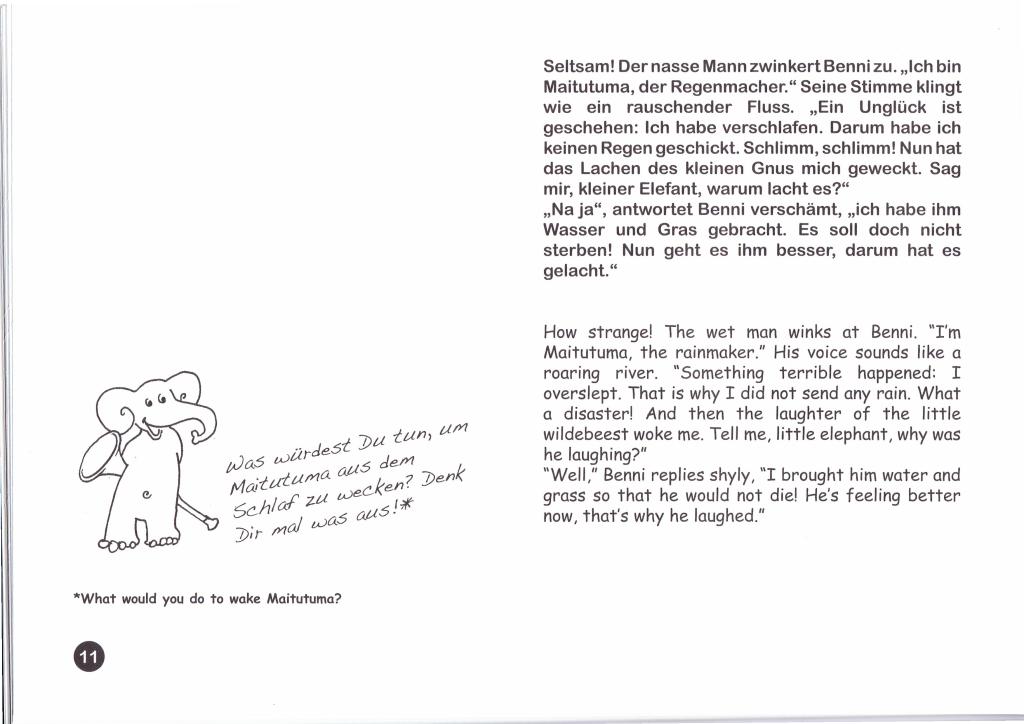 Seltsam! Der nasse Mann zwinkert Benni zu. „Ich bin
Maitutuma, der Regenmacher.“ Seine Stimme klingt
wie ein rauschender Fluss. „Ein Unglück ist
geschehen: Ich habe verschlafen. Darum habe ich
keinen Regen geschickt. Schlimm, schlimm! Nun hat
das Lachen des kleinen Gnus mich geweckt. Sag
mir, kleiner Elefant, warum lacht es?“
„Na ja“, antwortet Benni verschämt, „ich habe ihm
Wasser und Gras gebracht. Es soll doch nicht
sterben! Nun geht es ihm besser, darum hat es
gelacht.“
How strange! The wet man winks at Benni. “I’m
Maitutuma, the rainmaker.” His voice sounds like a
roaring river. “Something terrible happened: I
overslept. That is why I did not send any rain. What
a disaster! And then the laughter of the little
wildebeest woke me. Tell me, little elephant, why was
he laughing?”
“Well,” Benni replies shyly, “I brought him water and
grass so that he would not die! He’s feeling better
now, that’s why he laughed.”
Was würdest Du tun, um
Maitutuma aus dem
Schlaf zu wecken? Denk
Dir mal was aus!*
*What would you do to wake Maitutuma?
11